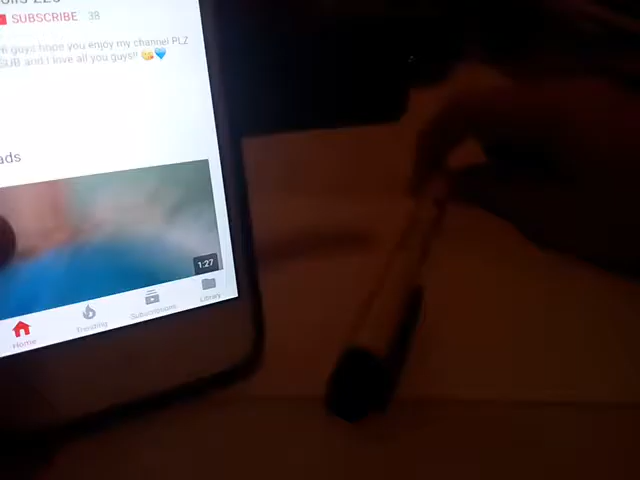 SUBSCRIBE 38
guys hope you enjoy my channel PLZ
SUB and I love all you guys!! 😘💙
ads
1:27
Home Trending Subscriptions Library